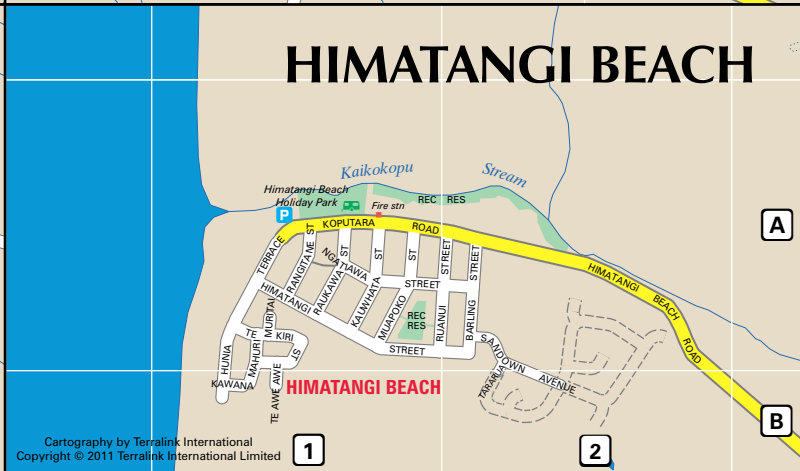 HIMATANGI BEACH
Kaikokopu Stream
Himatangi Beach
Holiday Park
Fire stn
REC RES
P
KOPUTARA ROAD
A
TERRACE
RANGITANE ST
NGATIAWA STREET
RAUKAWA ST
KAUWHATA ST
MUAPOKO ST
RUANUI STREET
BARLING STREET
HIMATANGI STREET
REC
RES
HIMATANGI BEACH ROAD
MURITAI
TE KIRI ST
HUNIA
MAHURI
KAWANA
TE AWE AWE
SANDOWN AVENUE
TARARUA
HIMATANGI BEACH
B
Cartography by Terralink International
Copyright © 2011 Terralink International Limited
1
2